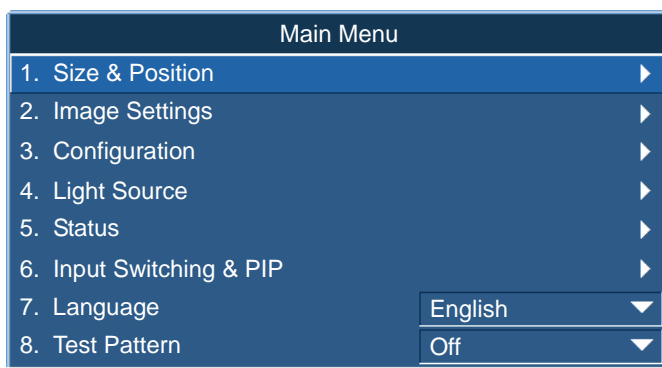 Main Menu
1. Size & Position
2. Image Settings
3. Configuration
4. Light Source
5. Status
6. Input Switching & PIP
7. Language English
8. Test Pattern Off